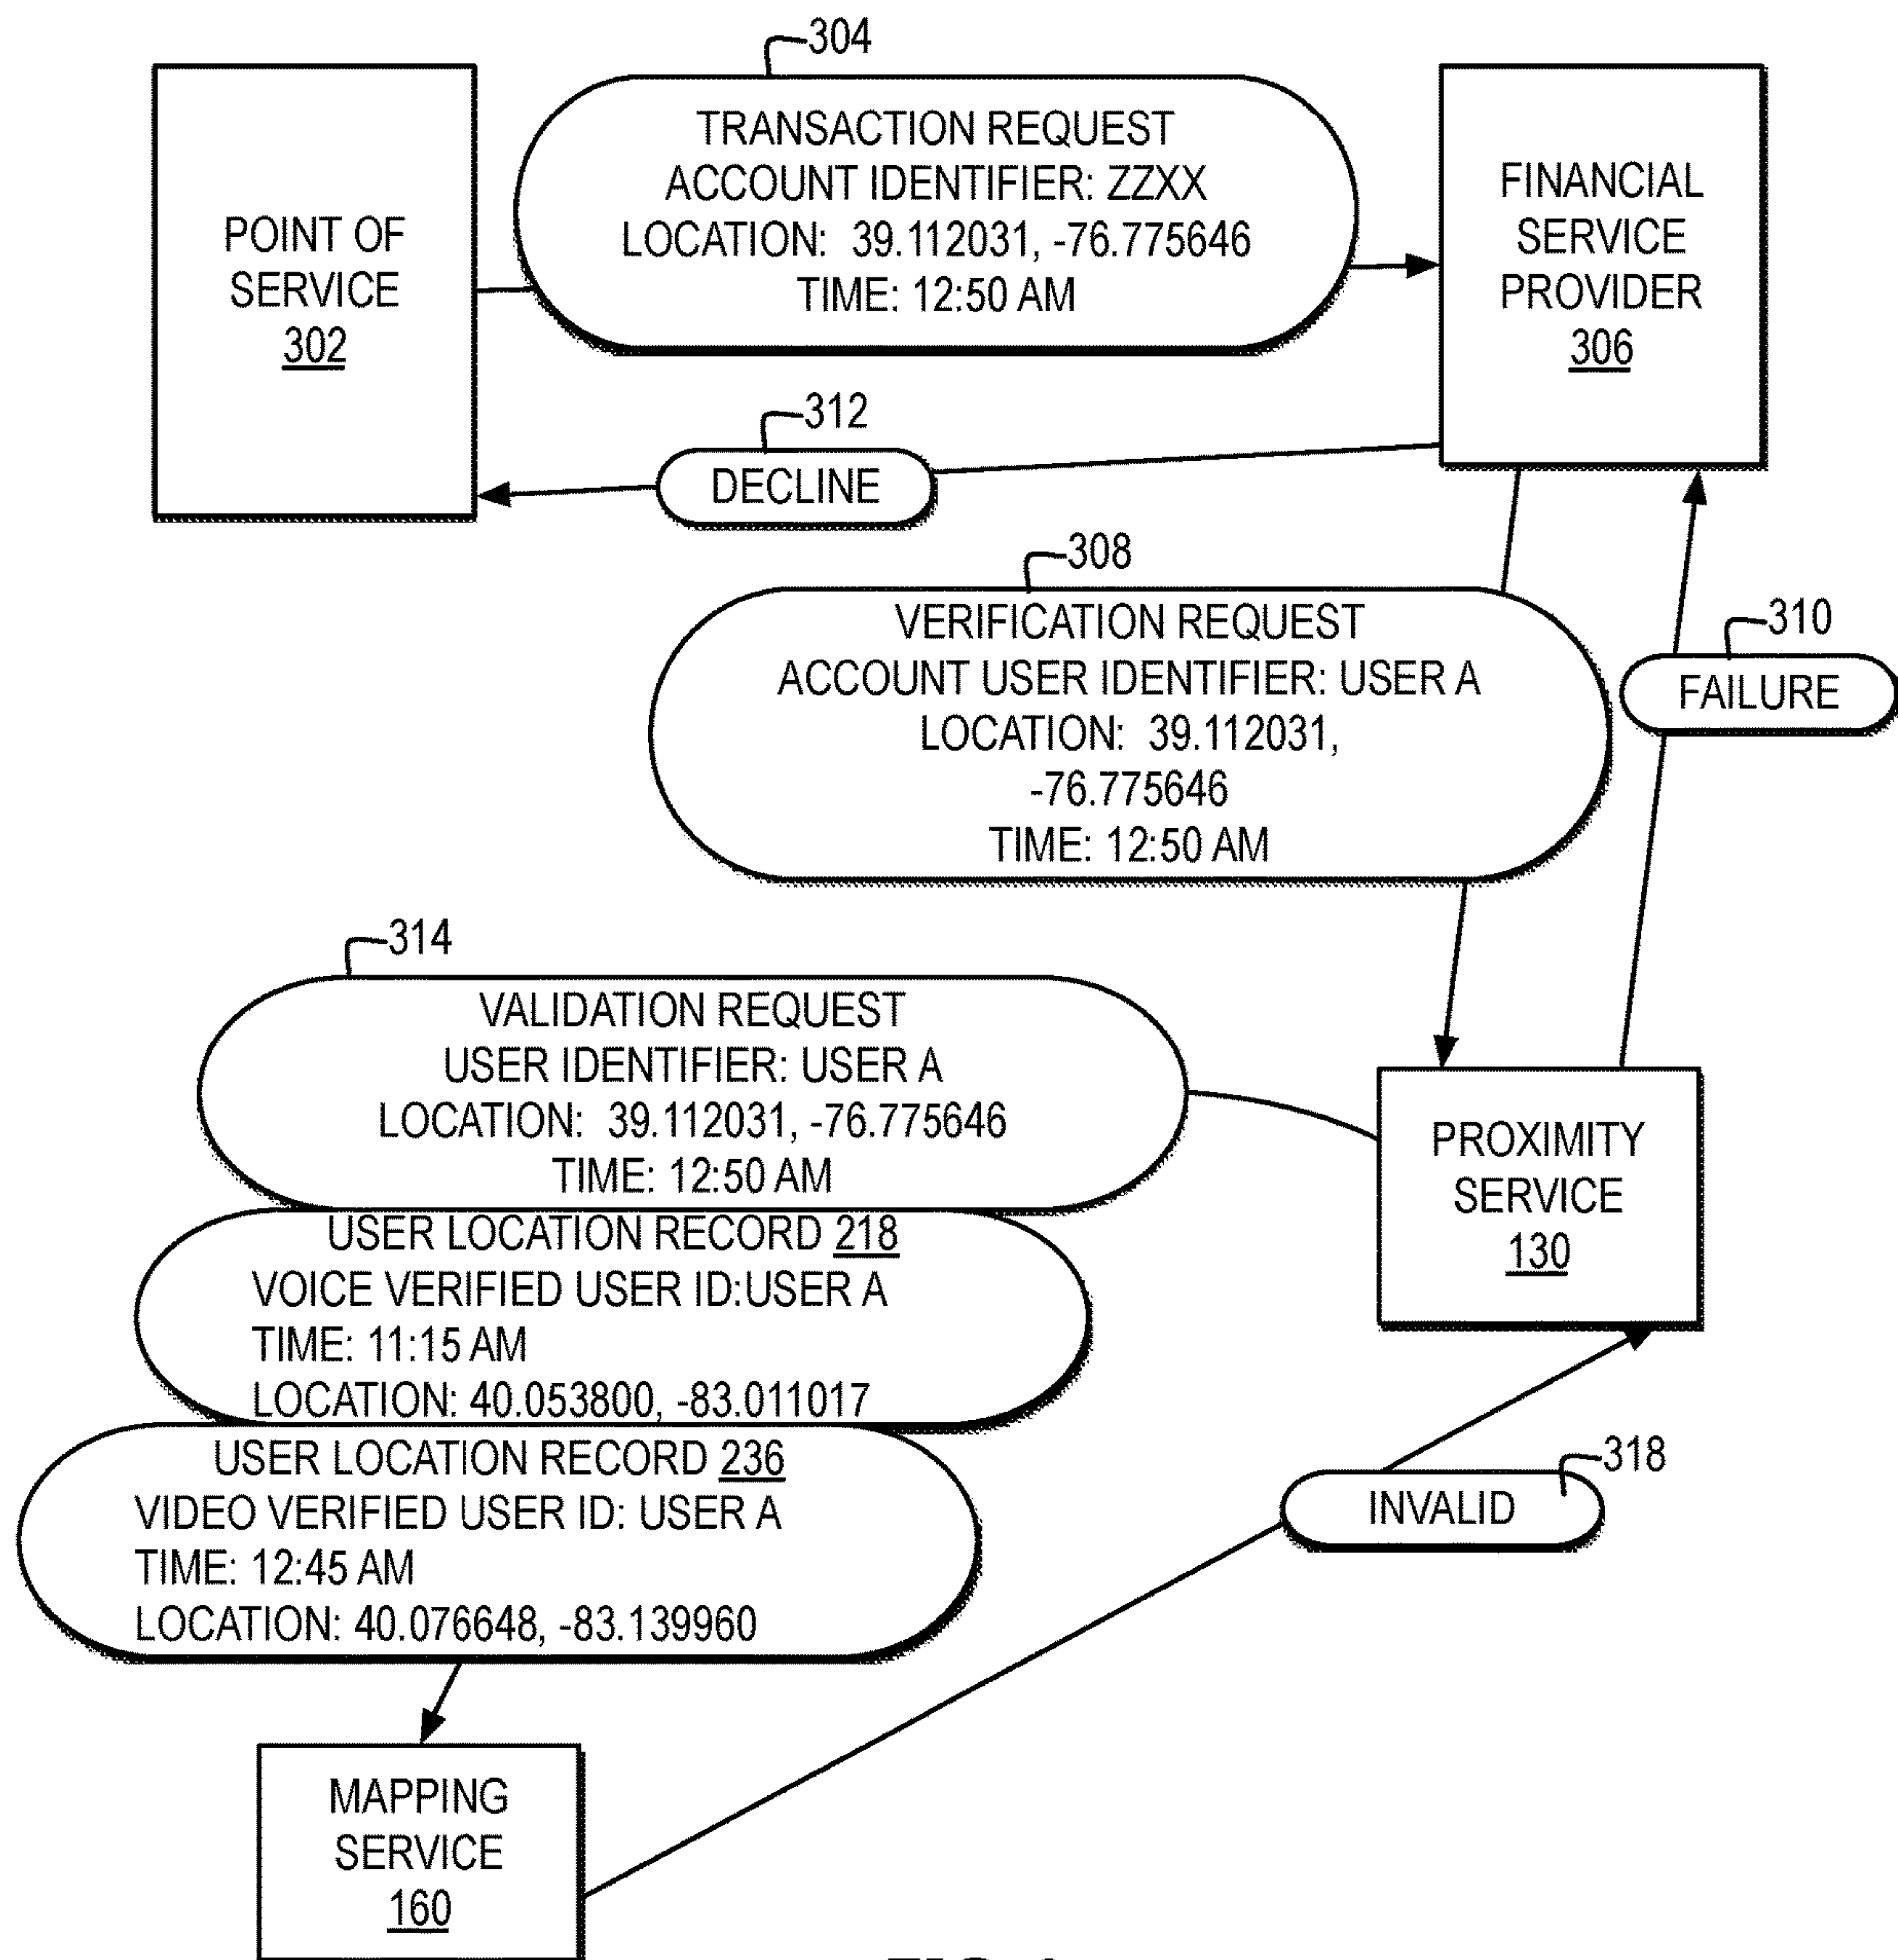 304
TRANSACTION REQUEST
ACCOUNT IDENTIFIER: ZZXX
LOCATION: 39.112031, -76.775646
TIME: 12:50 AM
POINT OF
SERVICE
302
FINANCIAL
SERVICE
PROVIDER
306
312
DECLINE
308
VERIFICATION REQUEST
ACCOUNT USER IDENTIFIER: USER A
LOCATION: 39.112031,
-76.775646
TIME: 12:50 AM
310
FAILURE
314
VALIDATION REQUEST
USER IDENTIFIER: USER A
LOCATION: 39.112031, -76.775646
TIME: 12:50 AM
PROXIMITY
SERVICE
130
USER LOCATION RECORD 218
VOICE VERIFIED USER ID:USER A
TIME: 11:15 AM
LOCATION: 40.053800, -83.011017
USER LOCATION RECORD 236
VIDEO VERIFIED USER ID: USER A
TIME: 12:45 AM
LOCATION: 40.076648, -83.139960
318
INVALID
MAPPING
SERVICE
160